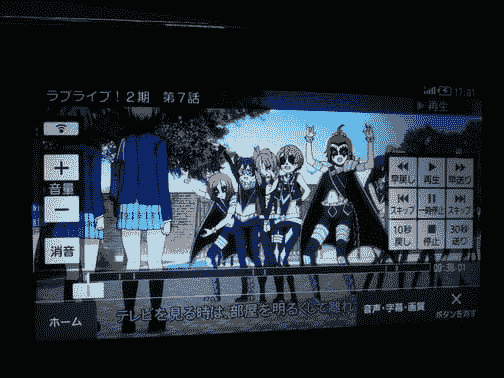 ラブライブ！２期　第７話
17:31
▶ 再生
＋
音量
－
消音
早戻し 再生 早送り
スキップ 一時停止 スキップ
10秒戻し 停止 30秒送り
ホーム
テレビを見る時は、部屋を明るくして離れ
音声・字幕・画質
×
ボタンを消す